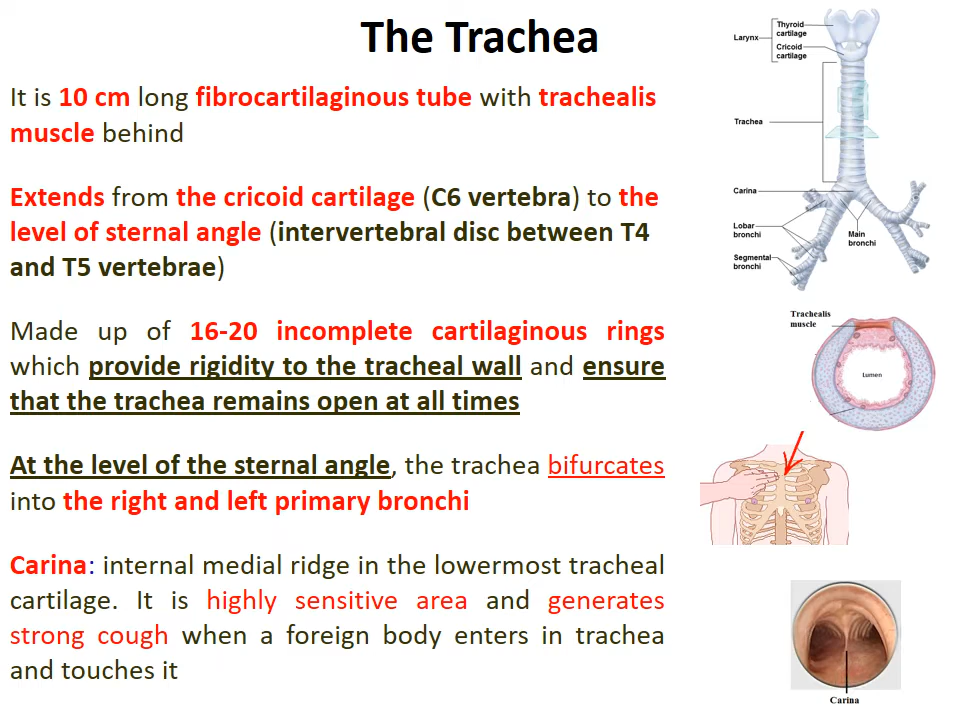 The Trachea
It is 10 cm long fibrocartilaginous tube with trachealis
muscle behind
Extends from the cricoid cartilage (C6 vertebra) to the
level of sternal angle (intervertebral disc between T4
and T5 vertebrae)
Made up of 16-20 incomplete cartilaginous rings
which provide rigidity to the tracheal wall and ensure
that the trachea remains open at all times
At the level of the sternal angle, the trachea bifurcates
into the right and left primary bronchi
Carina: internal medial ridge in the lowermost tracheal
cartilage. It is highly sensitive area and generates
strong cough when a foreign body enters in trachea
and touches it
Larynx
Thyroid
cartilage
Cricoid
cartilage
Trachea
Carina
Lobar
bronchi
Main
bronchi
Segmental
bronchi
Trachealis
muscle
Lumen
Carina